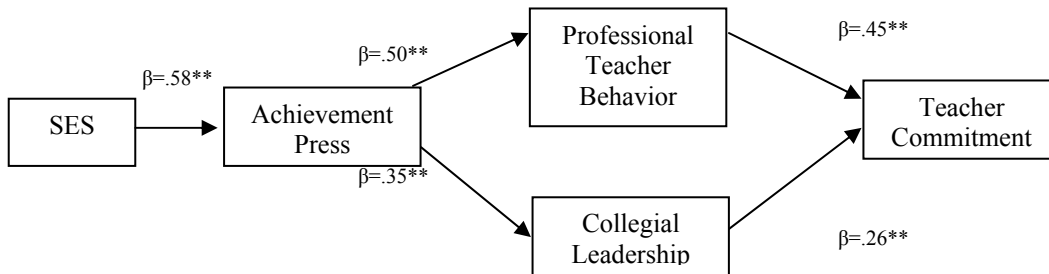 β=.58**
SES
β=.50**
Achievement
Press
β=.35**
Professional
Teacher
Behavior
Collegial
Leadership
β=.45**
β=.26**
Teacher
Commitment